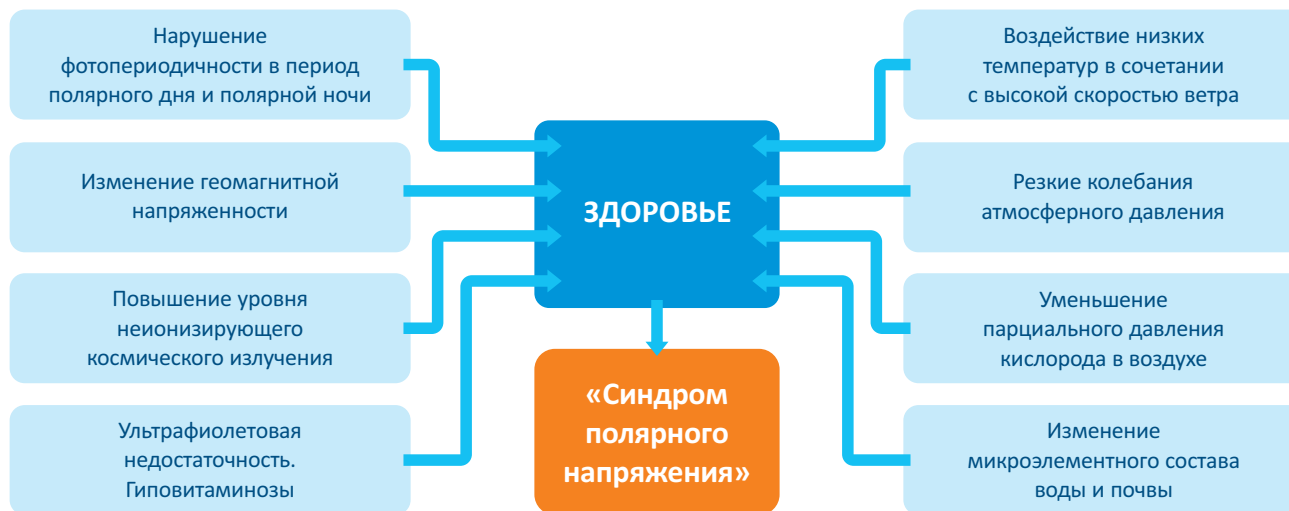 Нарушение
фотопериодичности в период
полярного дня и полярной ночи
Изменение геомагнитной
напряженности
Повышение уровня
неионизирующего
космического излучения
Ультрафиолетовая
недостаточность.
Гиповитаминозы
ЗДОРОВЬЕ
«Синдром
полярного
напряжения»
Воздействие низких
температур в сочетании
с высокой скоростью ветра
Резкие колебания
атмосферного давления
Уменьшение
парциального давления
кислорода в воздухе
Изменение
микроэлементного состава
воды и почвы